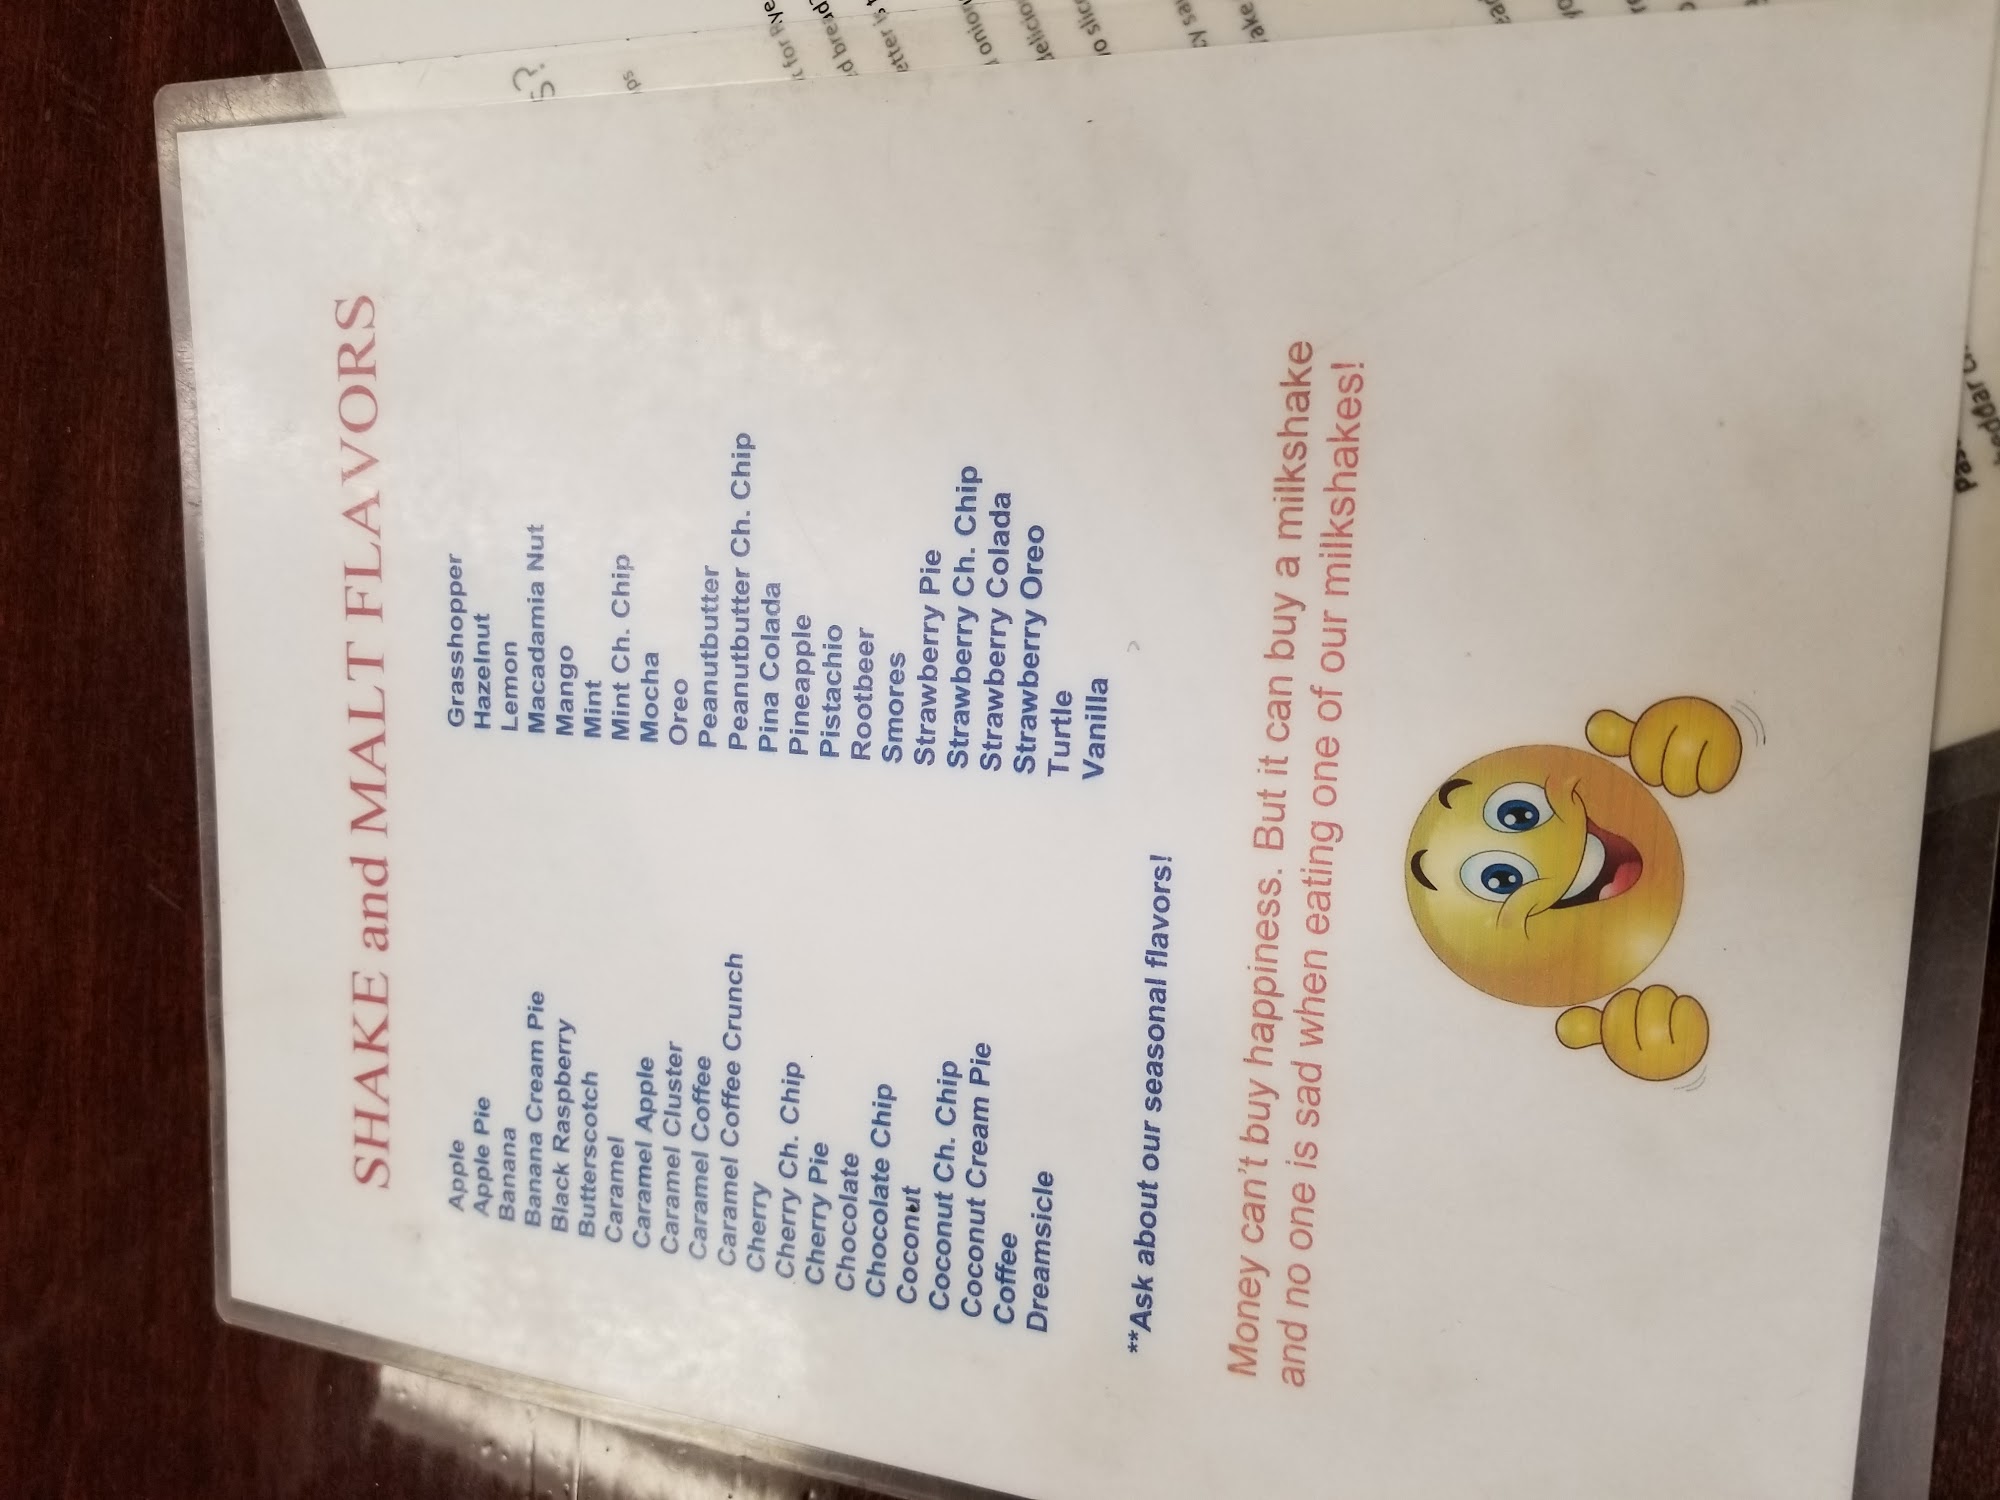 SHAKE and MALT FLAVORS
Apple
Apple Pie
Banana
Banana Cream Pie
Black Raspberry
Butterscotch
Caramel
Caramel Apple
Caramel Cluster
Caramel Coffee
Caramel Coffee Crunch
Cherry
Cherry Ch. Chip
Cherry Pie
Chocolate
Chocolate Chip
Coconut
Coconut Ch. Chip
Coconut Cream Pie
Coffee
Dreamsicle
Grasshopper
Hazelnut
Lemon
Macadamia Nut
Mango
Mint
Mint Ch. Chip
Mocha
Oreo
Peanutbutter
Peanutbutter Ch. Chip
Pina Colada
Pineapple
Pistachio
Rootbeer
Smores
Strawberry Pie
Strawberry Ch. Chip
Strawberry Colada
Strawberry Oreo
Turtle
Vanilla
**Ask about our seasonal flavors!
Money can't buy happiness. But it can buy a milkshake
and no one is sad when eating one of our milkshakes!